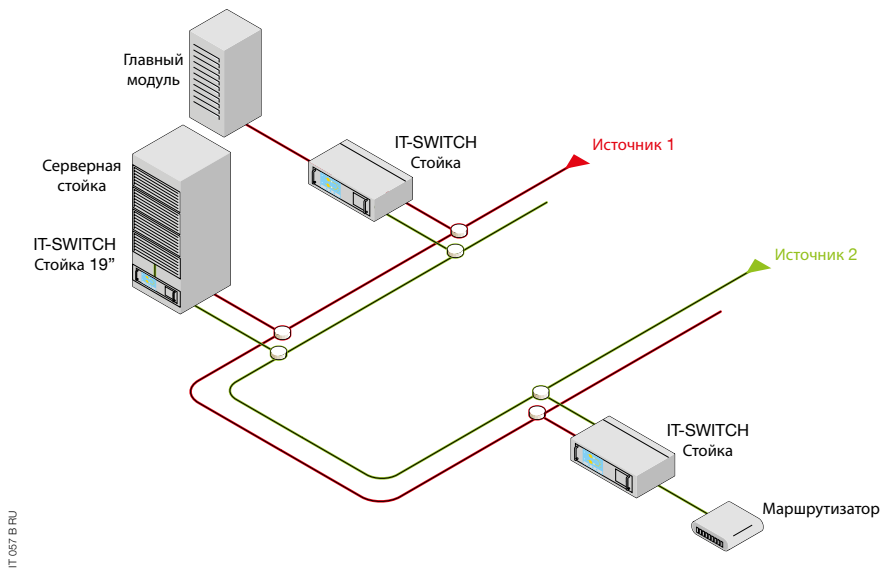 Главный
модуль
IT-SWITCH
Стойка
Источник 1
Серверная
стойка
IT-SWITCH
Стойка 19”
Источник 2
IT-SWITCH
Стойка
Маршрутизатор
IT 057 B RU